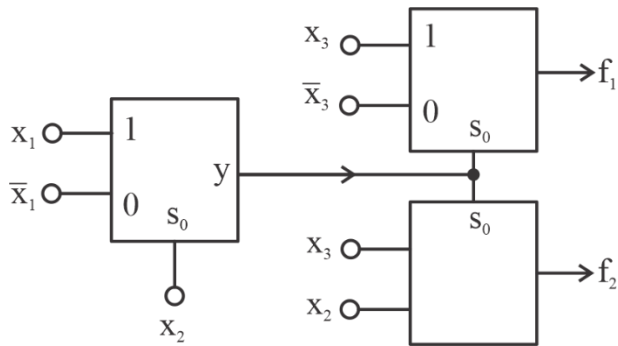 x₁ 1
x̄₁ 0
y
s₀
x₂
x₃ 1
x̄₃ 0
s₀
f₁
s₀
x₃
x₂
f₂